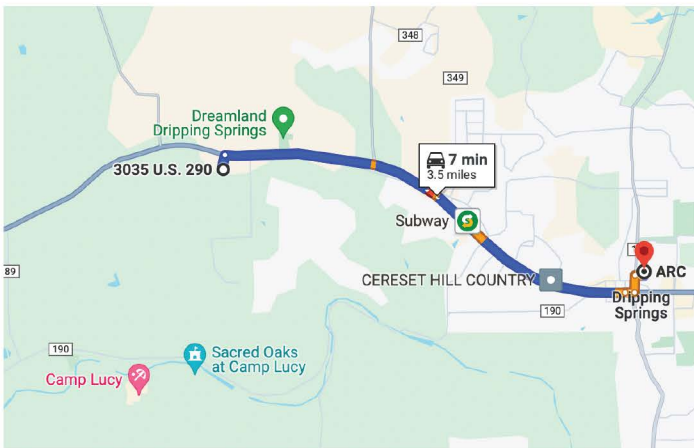 348
349
Dreamland
Dripping Springs
7 min
3.5 miles
3035 U.S. 290
Subway
ARC
89
CERESET HILL COUNTRY
Dripping
Springs
190
190
Sacred Oaks
at Camp Lucy
Camp Lucy